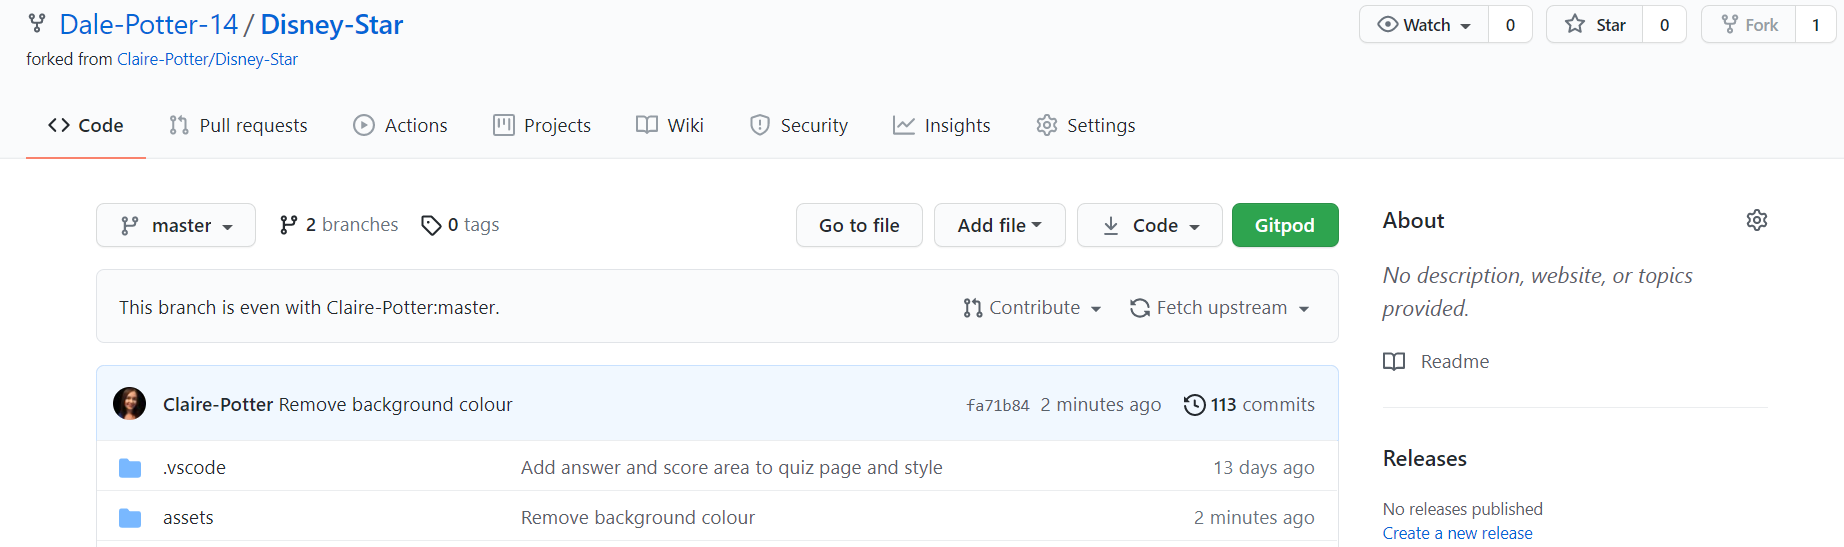 Dale-Potter-14 / Disney-Star
Watch 0 Star 0 Fork 1
forked from Claire-Potter/Disney-Star
Code Pull requests Actions Projects Wiki Security Insights Settings
master 2 branches 0 tags Go to file Add file Code Gitpod
This branch is even with Claire-Potter:master. Contribute Fetch upstream
Claire-Potter Remove background colour fa71b84 2 minutes ago 113 commits
.vscode Add answer and score area to quiz page and style 13 days ago
assets Remove background colour 2 minutes ago
About
No description, website, or topics
provided.
Readme
Releases
No releases published
Create a new release